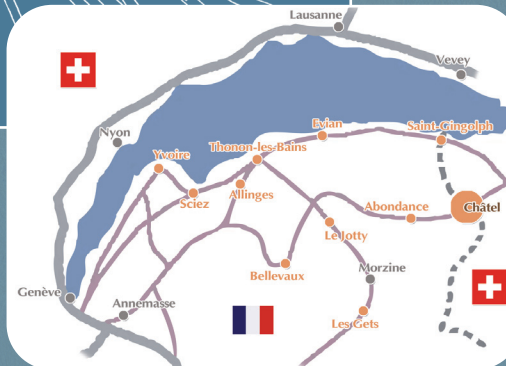 Lausanne
Vevey
Nyon
Evian
Saint-Gingolph
Thonon-les-Bains
Yvoire
Sciez
Allinges
Abondance
Châtel
Le Jotty
Bellevaux
Morzine
Genève
Annemasse
Les Gets